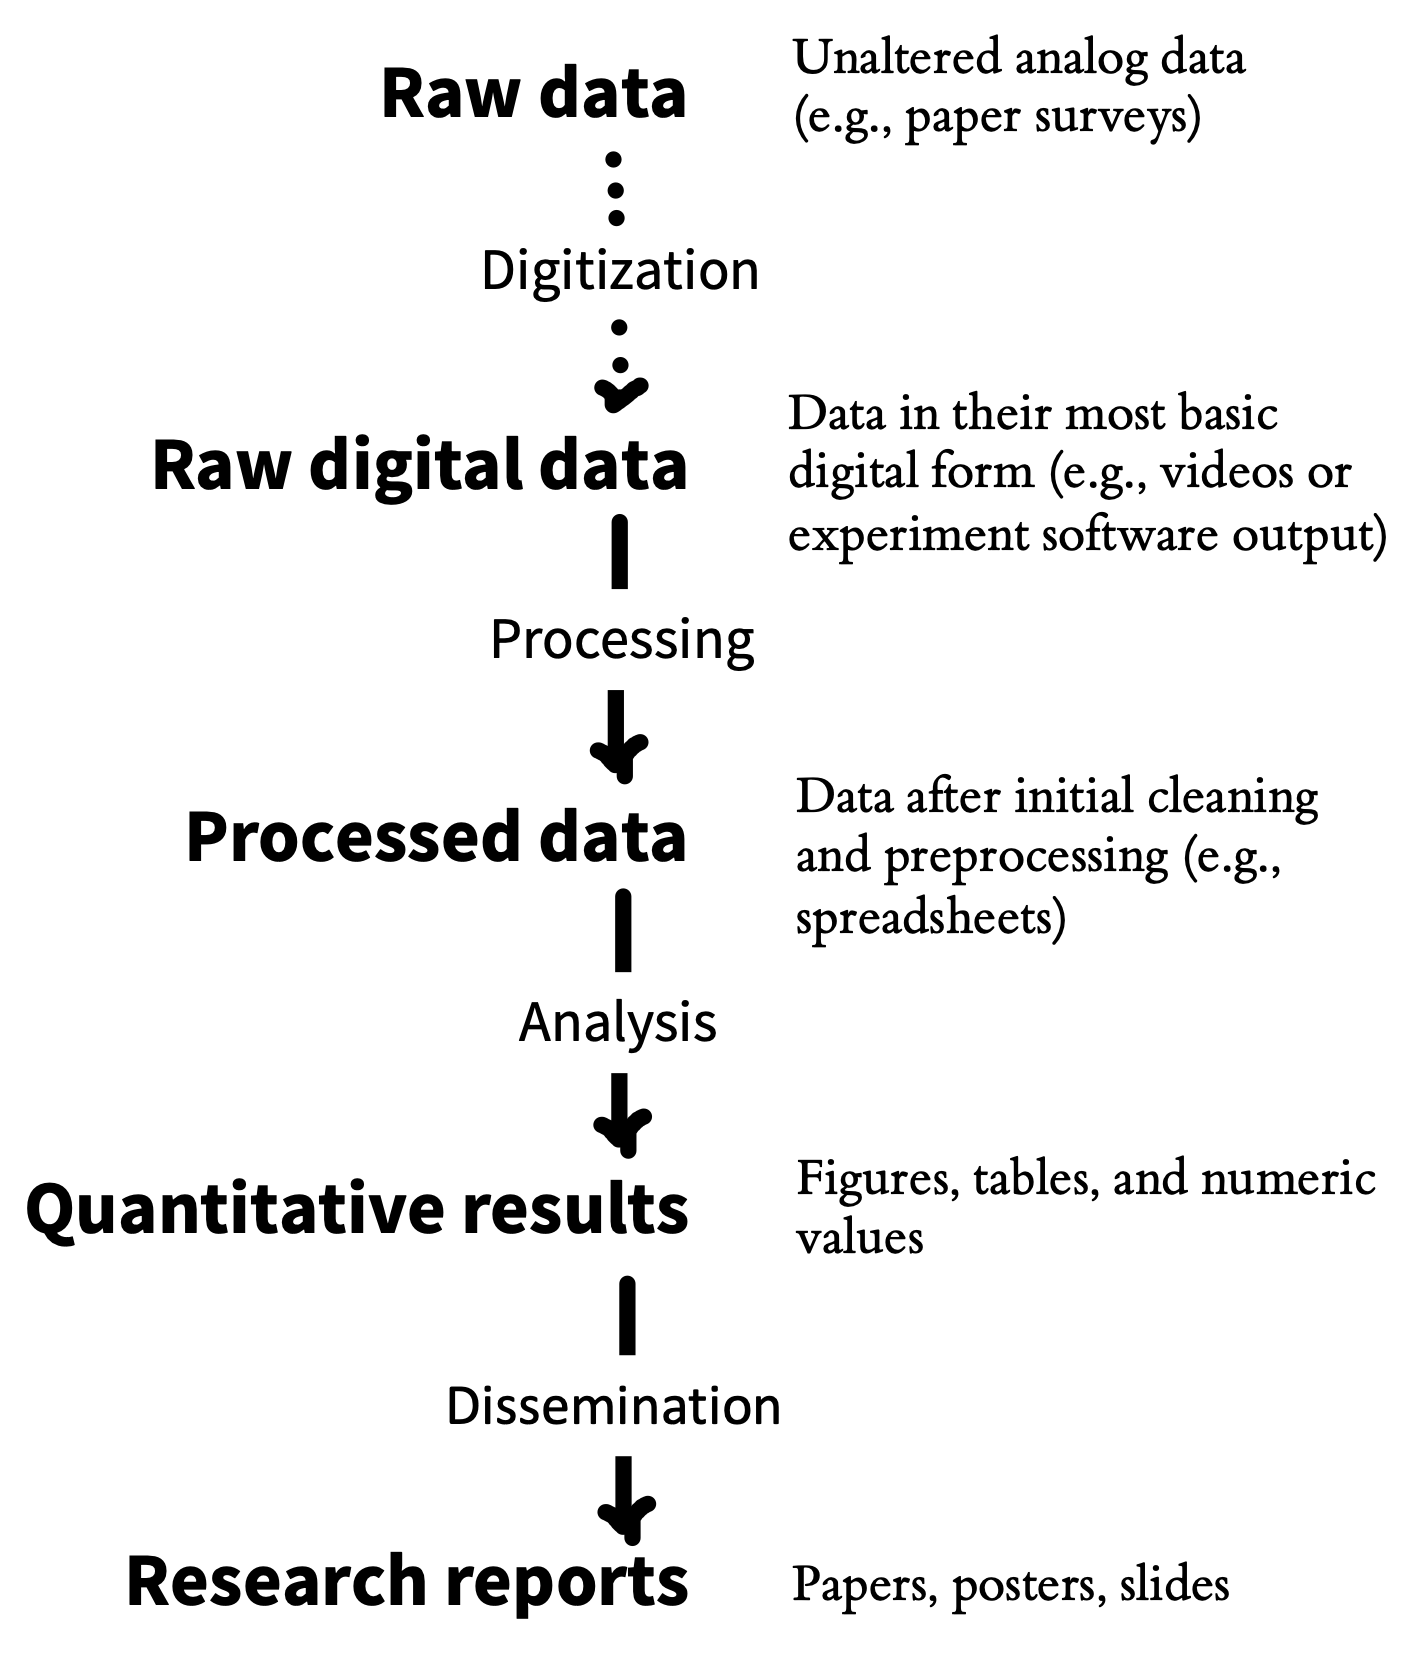 Raw data
Unaltered analog data
(e.g., paper surveys)
Digitization
Raw digital data
Data in their most basic
digital form (e.g., videos or
experiment software output)
Processing
Processed data
Data after initial cleaning
and preprocessing (e.g.,
spreadsheets)
Analysis
Quantitative results
Figures, tables, and numeric
values
Dissemination
Research reports
Papers, posters, slides